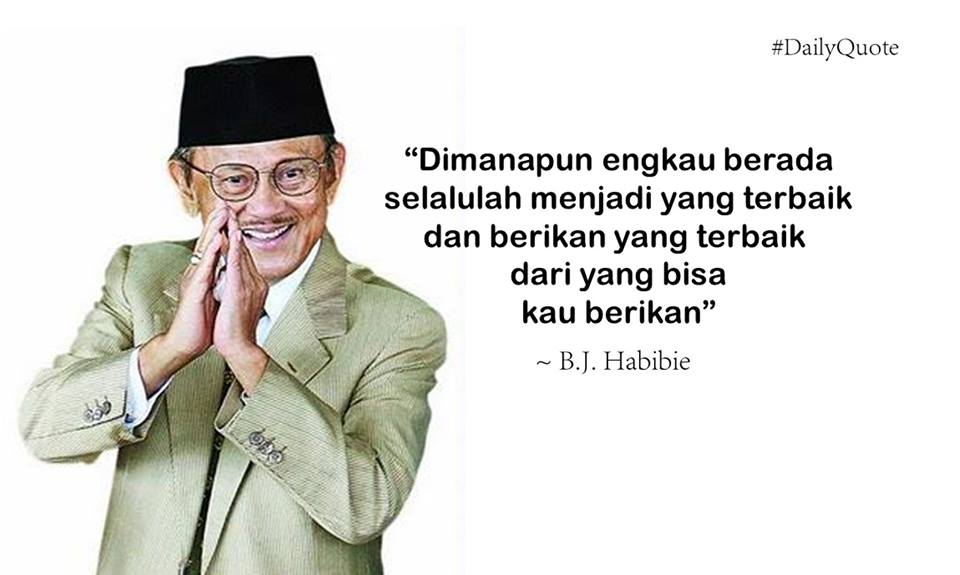 #DailyQuote
“Dimanapun engkau berada
selalulah menjadi yang terbaik
dan berikan yang terbaik
dari yang bisa
kau berikan”
~ B.J. Habibie